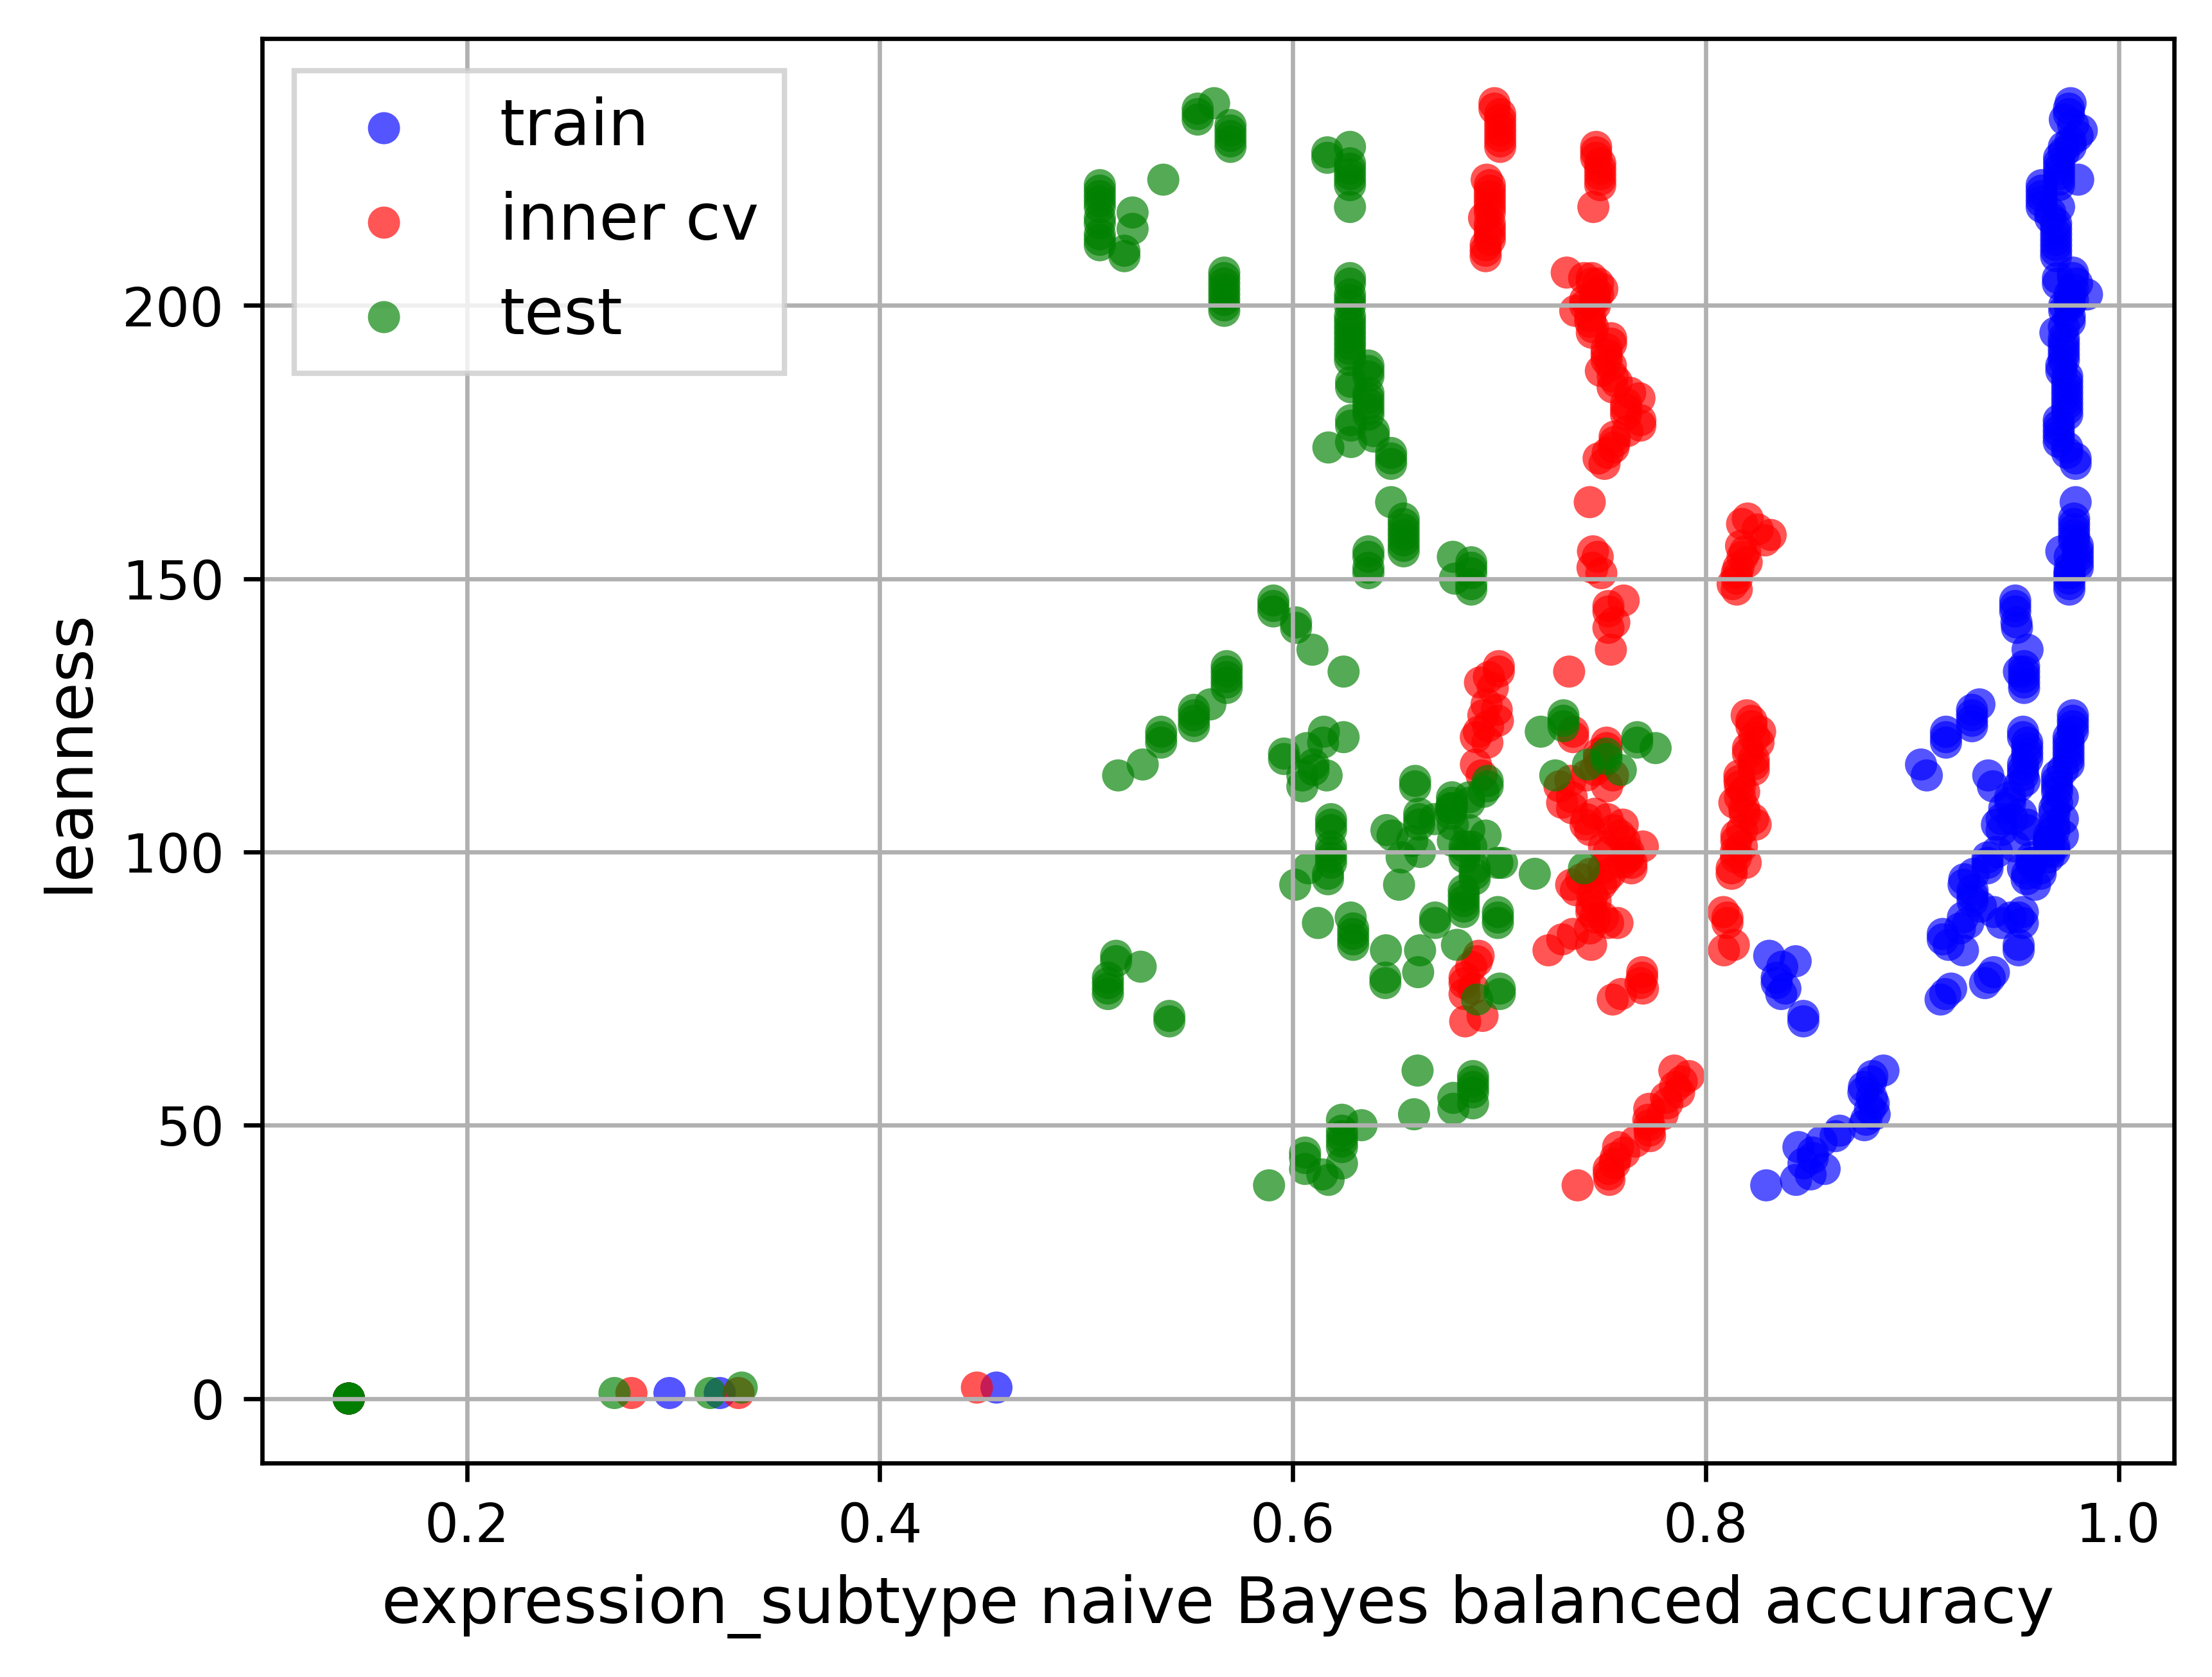 train
inner cv
test
200
150
100
50
0
0.2 0.4 0.6 0.8 1.0
leanness
expression_subtype naive Bayes balanced accuracy